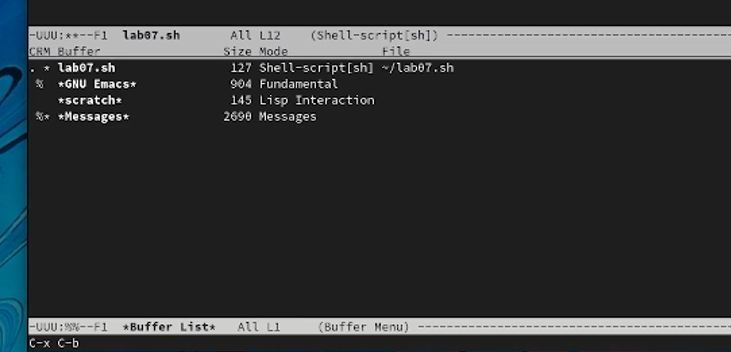 -UUU:**--F1  lab07.sh       All L12    (Shell-script[sh]) ----------------------------------------
CRM Buffer                 Size Mode             File
. * lab07.sh                127 Shell-script[sh] ~/lab07.sh
 %  *GNU Emacs*             904 Fundamental
    *scratch*               145 Lisp Interaction
 %* *Messages*             2690 Messages
-UUU:%%--F1  *Buffer List*   All L1     (Buffer Menu) --------------------------------------------
C-x C-b